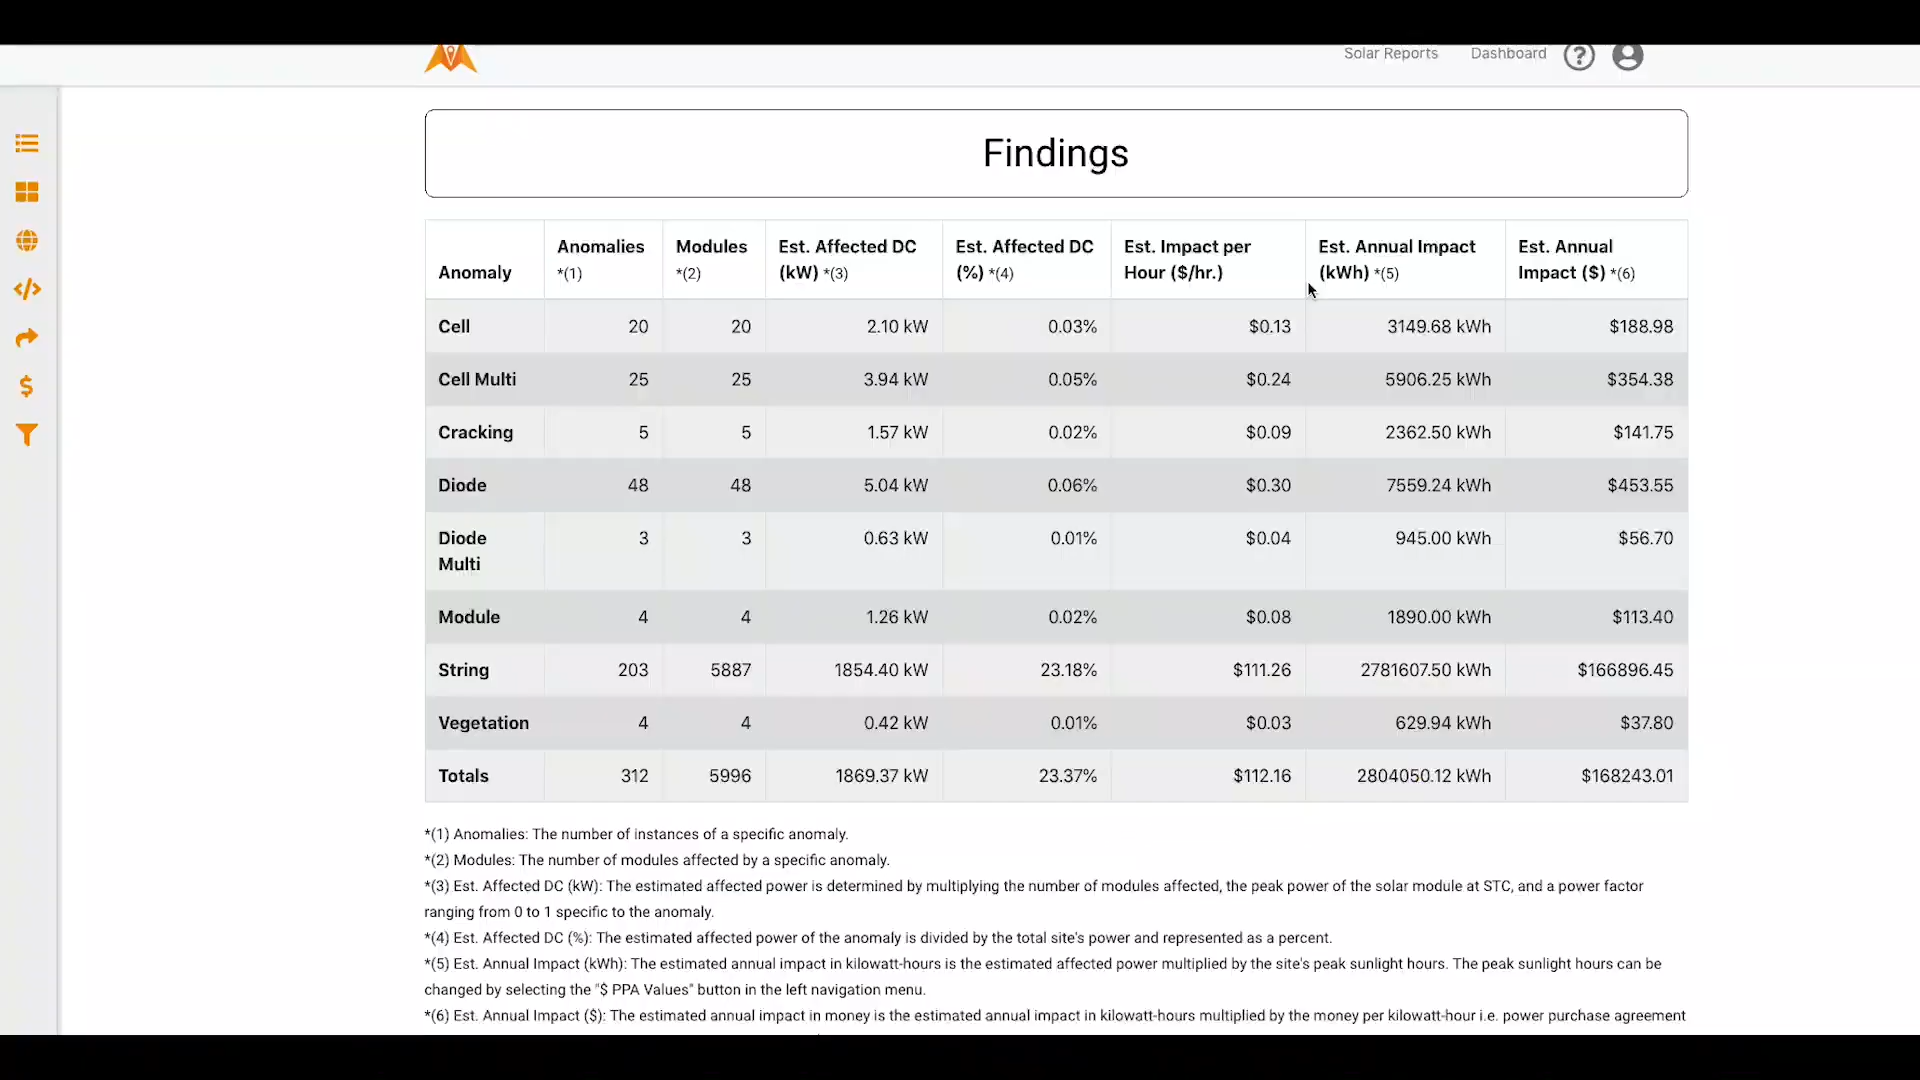 Solar Reports Dashboard
Findings
Anomaly Anomalies *(1) Modules *(2) Est. Affected DC (kW) *(3) Est. Affected DC (%) *(4) Est. Impact per Hour ($/hr.) Est. Annual Impact (kWh) *(5) Est. Annual Impact ($) *(6)
Cell 20 20 2.10 kW 0.03% $0.13 3149.68 kWh $188.98
Cell Multi 25 25 3.94 kW 0.05% $0.24 5906.25 kWh $354.38
Cracking 5 5 1.57 kW 0.02% $0.09 2362.50 kWh $141.75
Diode 48 48 5.04 kW 0.06% $0.30 7559.24 kWh $453.55
Diode Multi 3 3 0.63 kW 0.01% $0.04 945.00 kWh $56.70
Module 4 4 1.26 kW 0.02% $0.08 1890.00 kWh $113.40
String 203 5887 1854.40 kW 23.18% $111.26 2781607.50 kWh $166896.45
Vegetation 4 4 0.42 kW 0.01% $0.03 629.94 kWh $37.80
Totals 312 5996 1869.37 kW 23.37% $112.16 2804050.12 kWh $168243.01
*(1) Anomalies: The number of instances of a specific anomaly.
*(2) Modules: The number of modules affected by a specific anomaly.
*(3) Est. Affected DC (kW): The estimated affected power is determined by multiplying the number of modules affected, the peak power of the solar module at STC, and a power factor
ranging from 0 to 1 specific to the anomaly.
*(4) Est. Affected DC (%): The estimated affected power of the anomaly is divided by the total site's power and represented as a percent.
*(5) Est. Annual Impact (kWh): The estimated annual impact in kilowatt-hours is the estimated affected power multiplied by the site's peak sunlight hours. The peak sunlight hours can be
changed by selecting the "$ PPA Values" button in the left navigation menu.
*(6) Est. Annual Impact ($): The estimated annual impact in money is the estimated annual impact in kilowatt-hours multiplied by the money per kilowatt-hour i.e. power purchase agreement